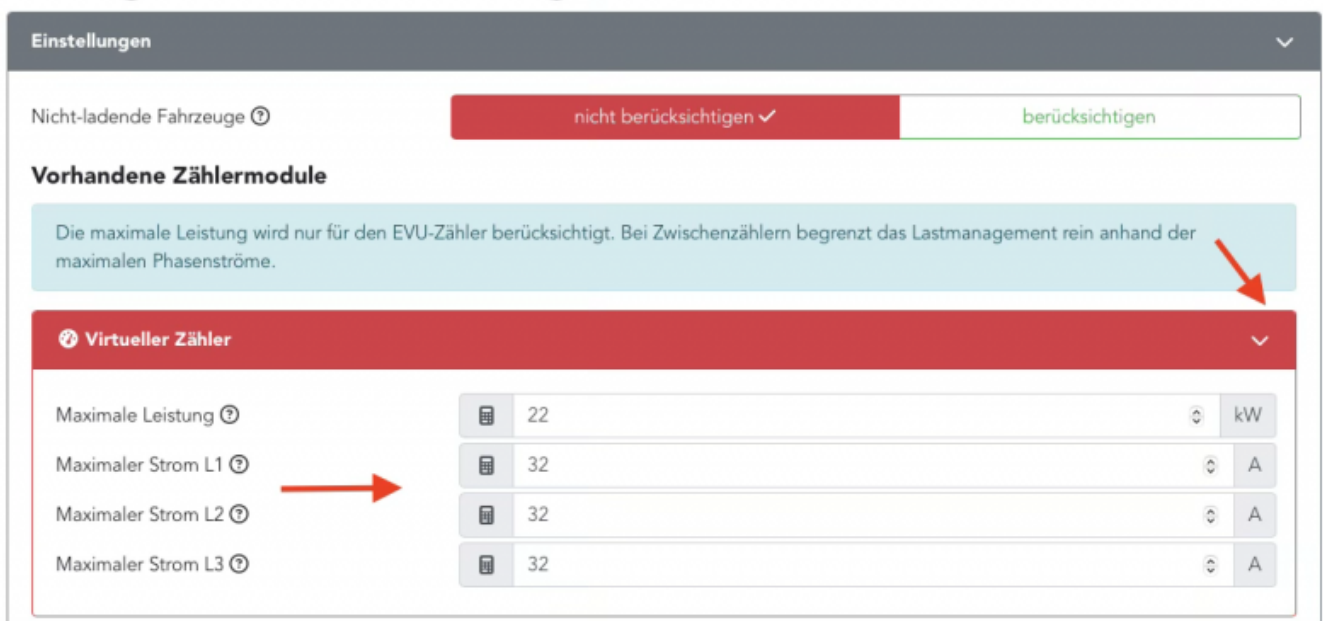 Einstellungen
Nicht-ladende Fahrzeuge ? nicht berücksichtigen ✓ berücksichtigen
Vorhandene Zählermodule
Die maximale Leistung wird nur für den EVU-Zähler berücksichtigt. Bei Zwischenzählern begrenzt das Lastmanagement rein anhand der
maximalen Phasenströme.
Virtueller Zähler
Maximale Leistung ? 22 kW
Maximaler Strom L1 ? 32 A
Maximaler Strom L2 ? 32 A
Maximaler Strom L3 ? 32 A